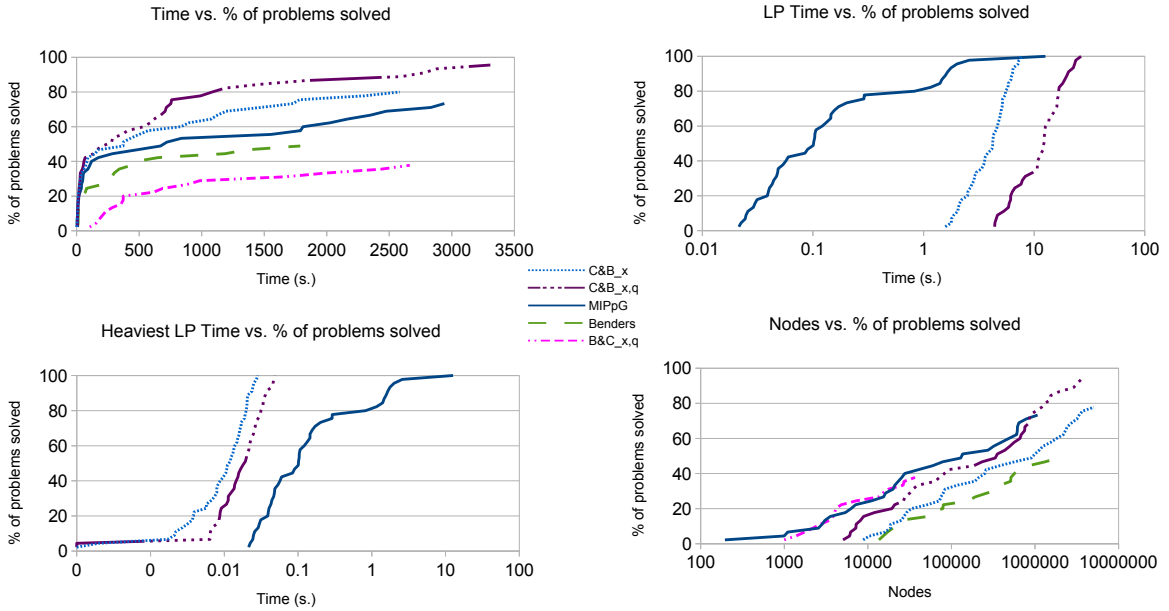 Time vs. % of problems solved
% of problems solved
100
80
60
40
20
0
0 500 1000 1500 2000 2500 3000 3500
Time (s.)
LP Time vs. % of problems solved
% of problems solved
100
80
60
40
20
0
0.01 0.1 1 10 100
Time (s.)
C&B_x
C&B_x,q
MIPpG
Benders
B&C_x,q
Heaviest LP Time vs. % of problems solved
% of problems solved
100
80
60
40
20
0
0 0 0.01 0.1 1 10 100
Time (s.)
Nodes vs. % of problems solved
% of problems solved
100
80
60
40
20
0
100 1000 10000 100000 1000000 10000000
Nodes